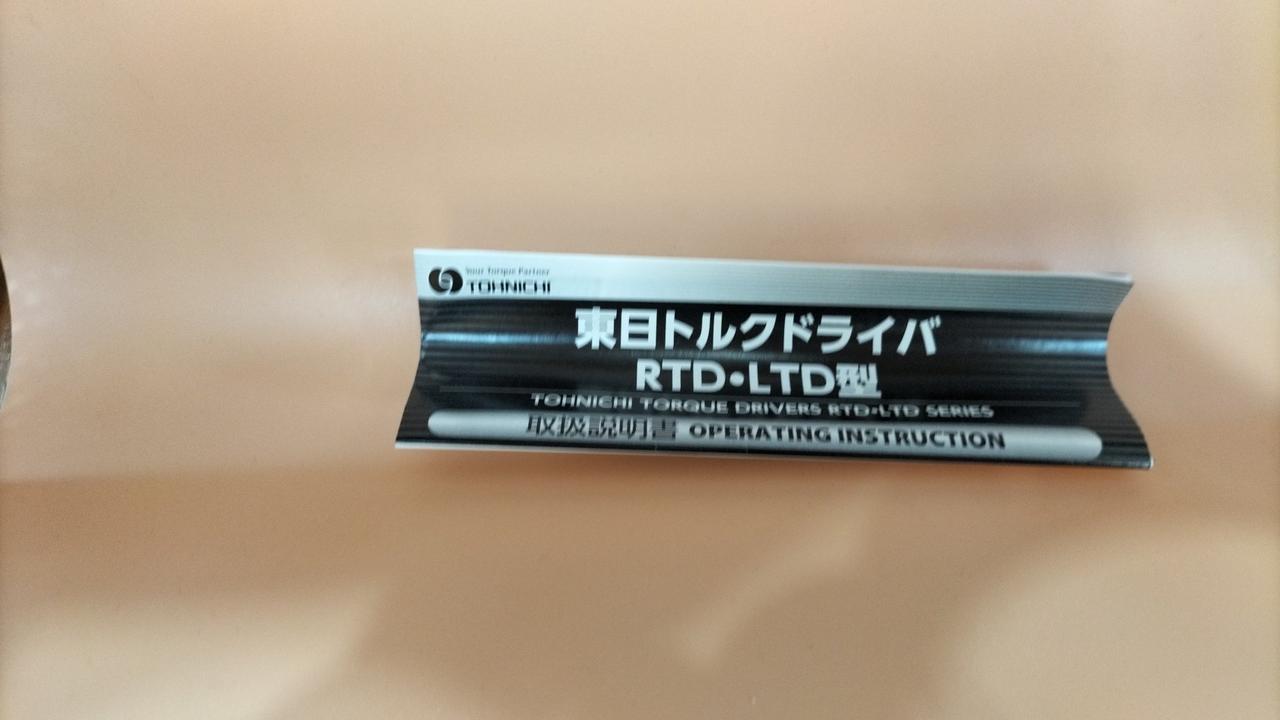 Your Torque Partner
TOHNICHI
東日トルクドライバ
RTD・LTD型
TOHNICHI TORQUE DRIVERS RTD・LTD SERIES
取扱説明書 OPERATING INSTRUCTION